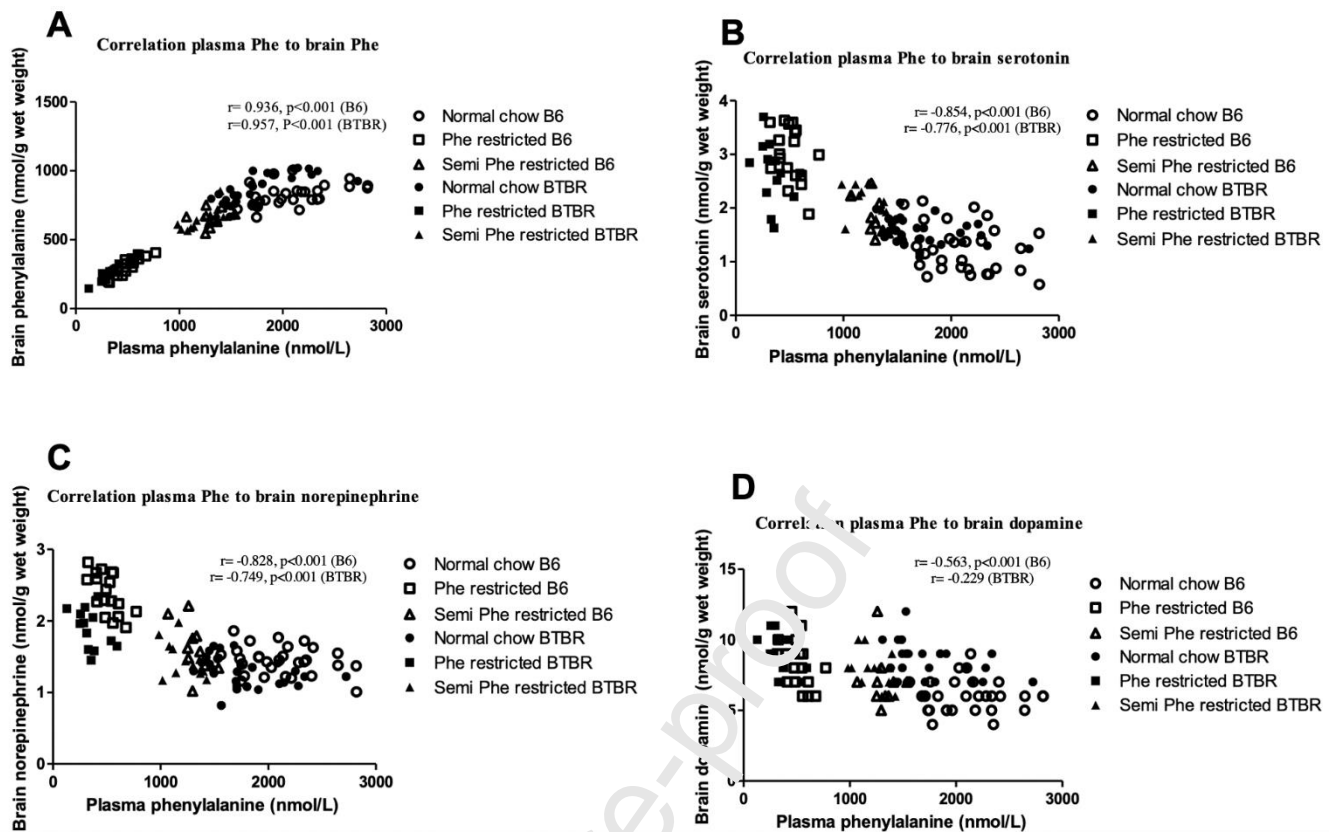 A
Correlation plasma Phe to brain Phe
r= 0.936, p<0.001 (B6)
r=0.957, P<0.001 (BTBR)
Brain phenylalanine (nmol/g wet weight)
1500
1000
500
0
0 1000 2000 3000
Plasma phenylalanine (nmol/L)
Normal chow B6
Phe restricted B6
Semi Phe restricted B6
Normal chow BTBR
Phe restricted BTBR
Semi Phe restricted BTBR
B
Correlation plasma Phe to brain serotonin
r= -0.854, p<0.001 (B6)
r= -0.776, p<0.001 (BTBR)
Brain serotonin (nmol/g wet weight)
4
3
2
1
0
0 1000 2000 3000
Plasma phenylalanine (nmol/L)
Normal chow B6
Phe restricted B6
Semi Phe restricted B6
Normal chow BTBR
Phe restricted BTBR
Semi Phe restricted BTBR
C
Correlation plasma Phe to brain norepinephrine
r= -0.828, p<0.001 (B6)
r= -0.749, p<0.001 (BTBR)
Brain norepinephrine (nmol/g wet weight)
3
2
1
0
0 1000 2000 3000
Plasma phenylalanine (nmol/L)
Normal chow B6
Phe restricted B6
Semi Phe restricted B6
Normal chow BTBR
Phe restricted BTBR
Semi Phe restricted BTBR
D
plasma Phe to brain dopamine
r= -0.563, p<0.001 (B6)
r= -0.229 (BTBR)
Brain (nmol/g wet weight)
15
10
5
0
0 1000 2000 3000
Plasma phenylalanine (nmol/L)
Normal chow B6
Phe restricted B6
Semi Phe restricted B6
Normal chow BTBR
Phe restricted BTBR
Semi Phe restricted BTBR
e-proof